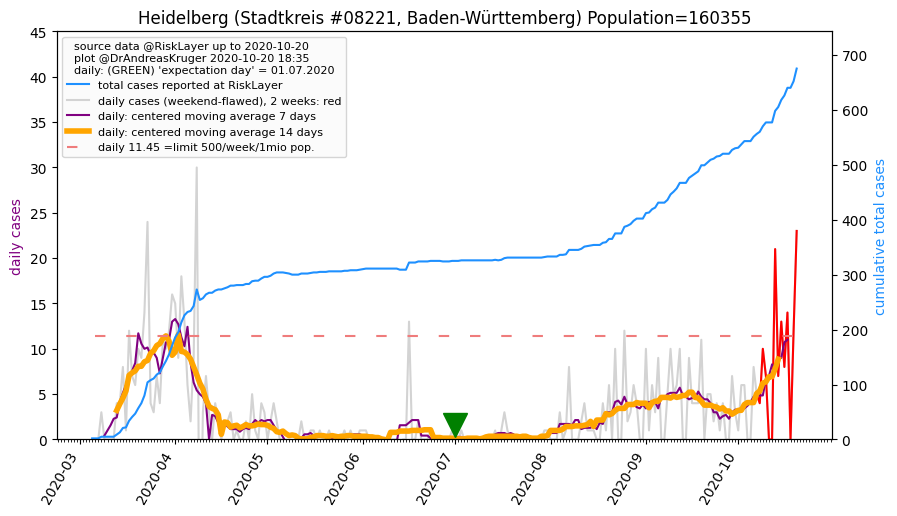 Heidelberg (Stadtkreis #08221, Baden-Württemberg) Population=160355
source data @RiskLayer up to 2020-10-20
plot @DrAndreasKruger 2020-10-20 18:35
daily: (GREEN) 'expectation day' = 01.07.2020
total cases reported at RiskLayer
daily cases (weekend-flawed), 2 weeks: red
daily: centered moving average 7 days
daily: centered moving average 14 days
daily 11.45 =limit 500/week/1mio pop.
daily cases
45
40
35
30
25
20
15
10
5
0
700
600
500
400
300
200
100
0
cumulative total cases
2020-03
2020-04
2020-05
2020-06
2020-07
2020-08
2020-09
2020-10